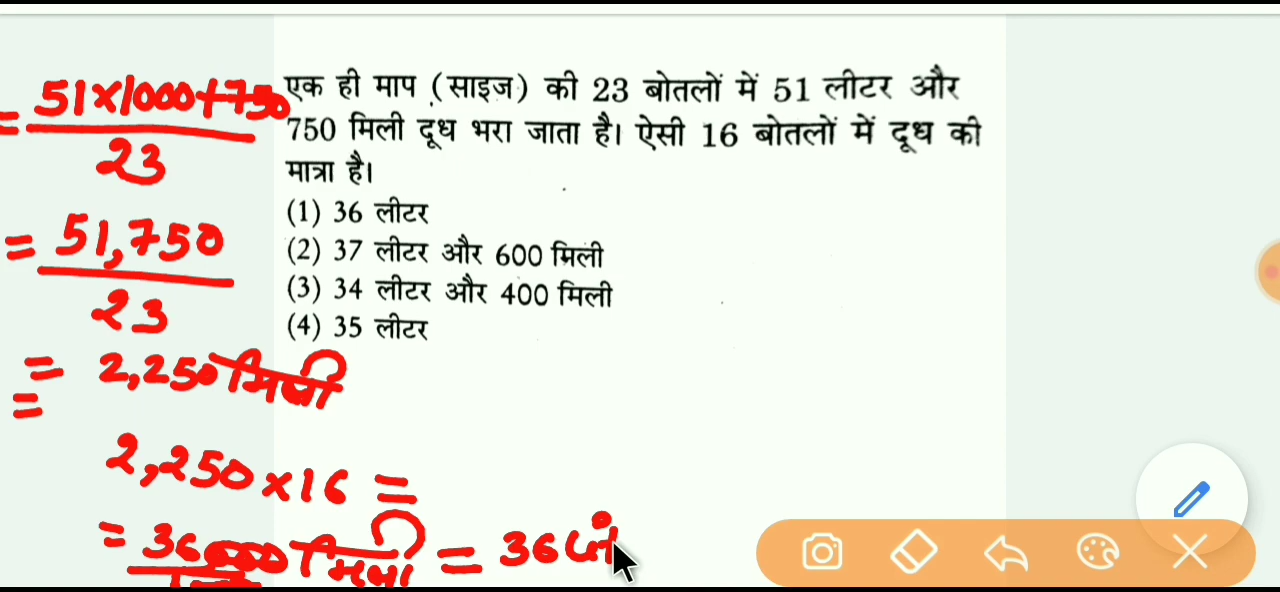 = 51×1000+750
23
= 51,750
23
= 2,250 मिली
=
2,250×16 =
= 36000 मिली = 36 ली
एक ही माप (साइज) की 23 बोतलों में 51 लीटर और
750 मिली दूध भरा जाता है। ऐसी 16 बोतलों में दूध की
मात्रा है।
(1) 36 लीटर
(2) 37 लीटर और 600 मिली
(3) 34 लीटर और 400 मिली
(4) 35 लीटर